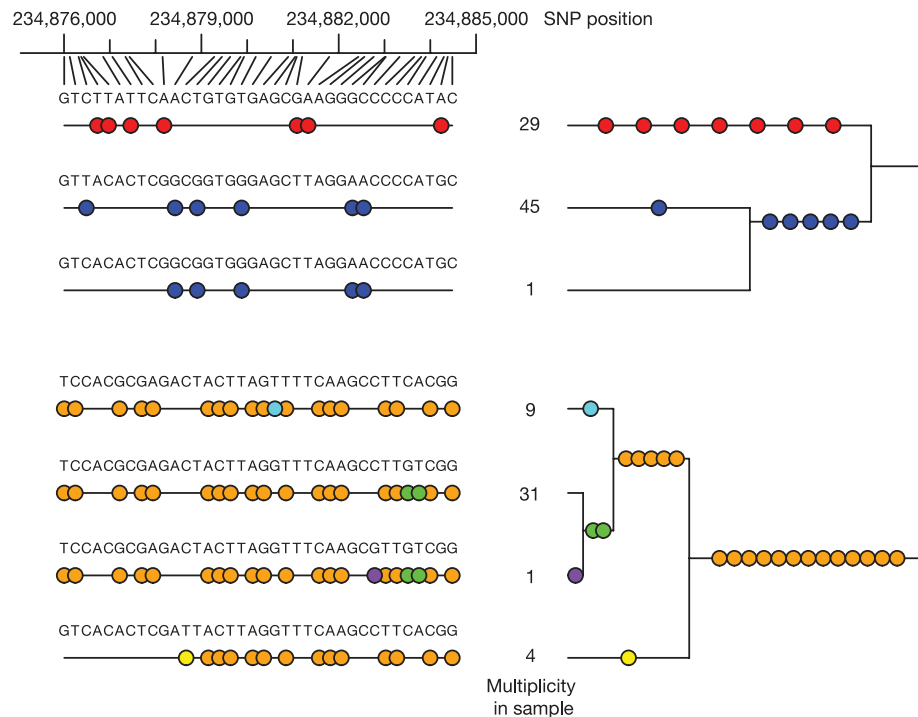 234,876,000 234,879,000 234,882,000 234,885,000 SNP position
GTCTTATTCAACTGTGTGAGCGAAGGGCCCCCATAC
29
GTTACACTCGGCGGTGGGAGCTTAGGAACCCCATGC
45
GTCACACTCGGCGGTGGGAGCTTAGGAACCCCATGC
1
TCCACGCGAGACTACTTAGTTTTCAAGCCTTCACGG
9
TCCACGCGAGACTACTTAGGTTTCAAGCCTTGTCGG
31
TCCACGCGAGACTACTTAGGTTTCAAGCGTTGTCGG
1
GTCACACTCGATTACTTAGGTTTCAAGCCTTCACGG
4
Multiplicity
in sample